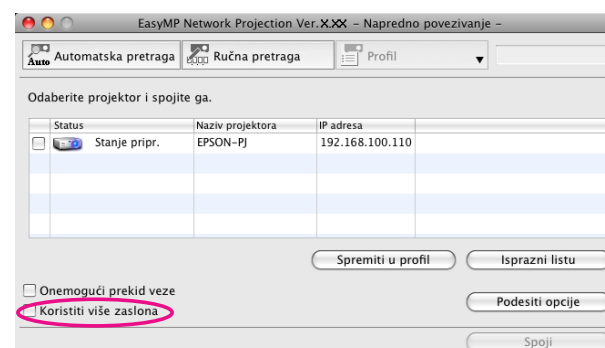 EasyMP Network Projection Ver.X.XX – Napredno povezivanje –
Auto Automatska pretraga Ručna pretraga Profil
Odaberite projektor i spojite ga.
Status Naziv projektora IP adresa
Stanje pripr. EPSON-PJ 192.168.100.110
Spremiti u profil Isprazni listu
Onemogući prekid veze
Podesiti opcije
Koristiti više zaslona
Spoji